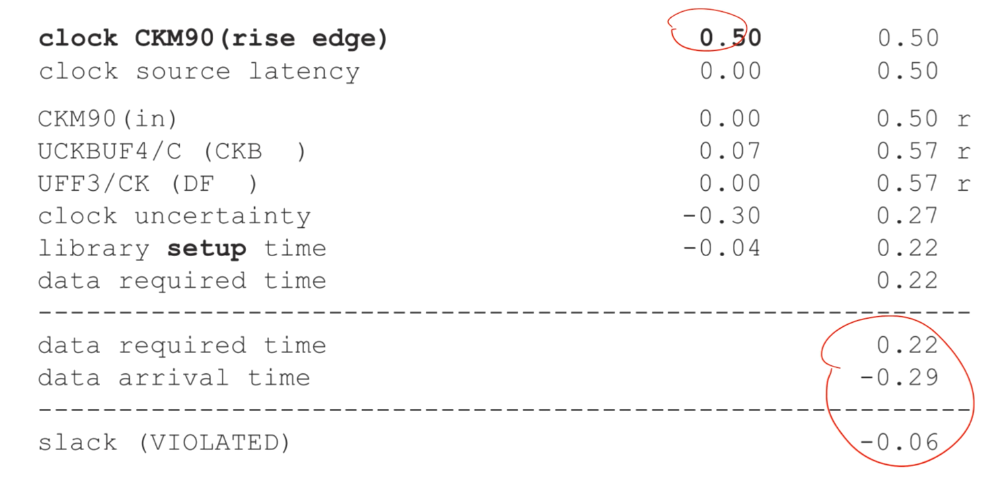 clock CKM90(rise edge) 0.50 0.50
clock source latency 0.00 0.50
CKM90(in) 0.00 0.50 r
UCKBUF4/C (CKB  ) 0.07 0.57 r
UFF3/CK (DF  ) 0.00 0.57 r
clock uncertainty -0.30 0.27
library setup time -0.04 0.22
data required time 0.22
----------------------------------------------------------
data required time 0.22
data arrival time -0.29
----------------------------------------------------------
slack (VIOLATED) -0.06